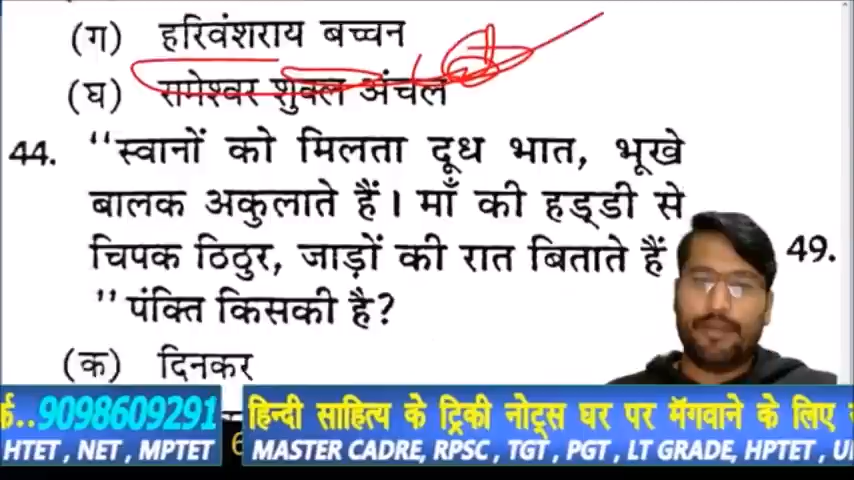 (ग) हरिवंशराय बच्चन
(घ) रामेश्वर शुक्ल अंचल
44. “स्वानों को मिलता दूध भात, भूखे
बालक अकुलाते हैं। माँ की हड्डी से
चिपक ठिठुर, जाड़ों की रात बिताते हैं
” पंक्ति किसकी है?
49.
(क) दिनकर
र्क..9098609291 हिन्दी साहित्य के ट्रिकी नोट्स घर पर मॅगवाने के लिए
HTET , NET , MPTET 6 MASTER CADRE, RPSC , TGT , PGT , LT GRADE, HPTET ,